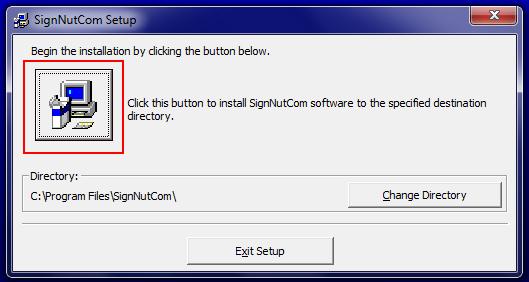 SignNutCom Setup
Begin the installation by clicking the button below.
Click this button to install SignNutCom software to the specified destination
directory.
Directory:
C:\Program Files\SignNutCom\
Change Directory
Exit Setup